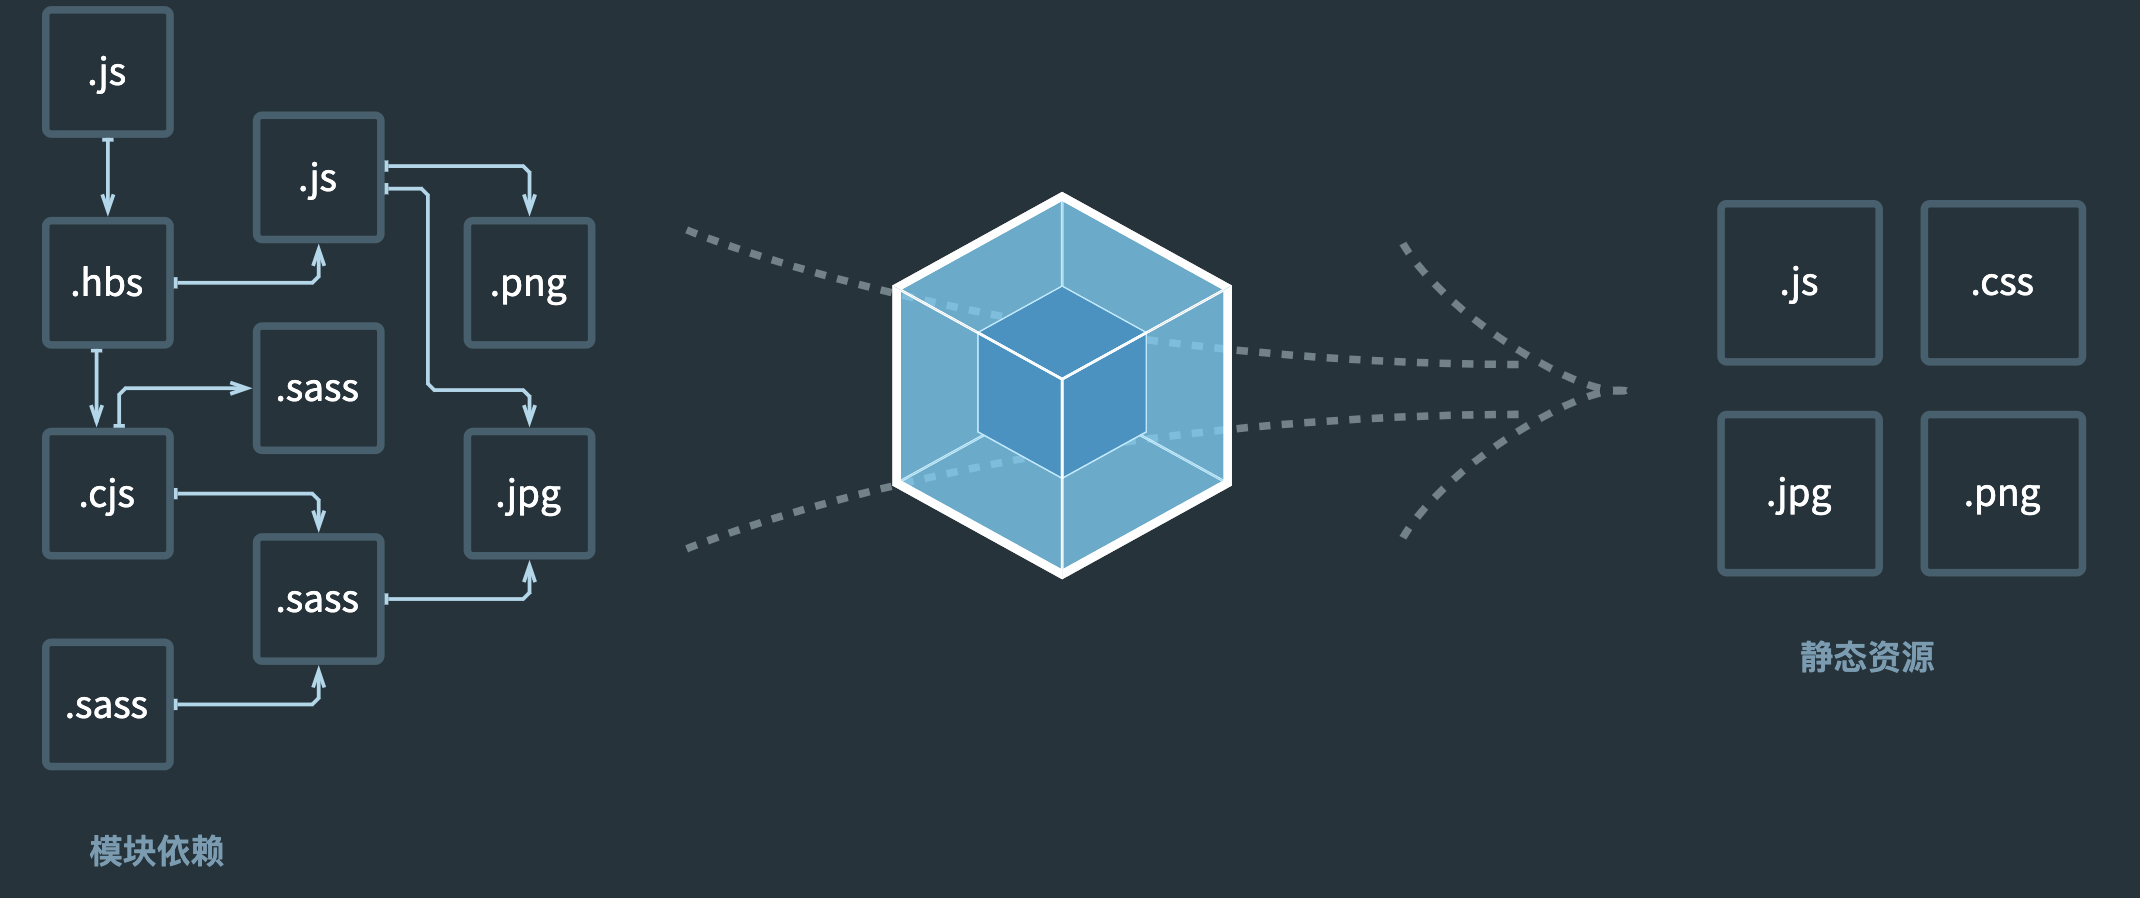 .js
.js
.hbs
.png
.sass
.cjs
.jpg
.sass
.sass
模块依赖
.js
.css
.jpg
.png
静态资源